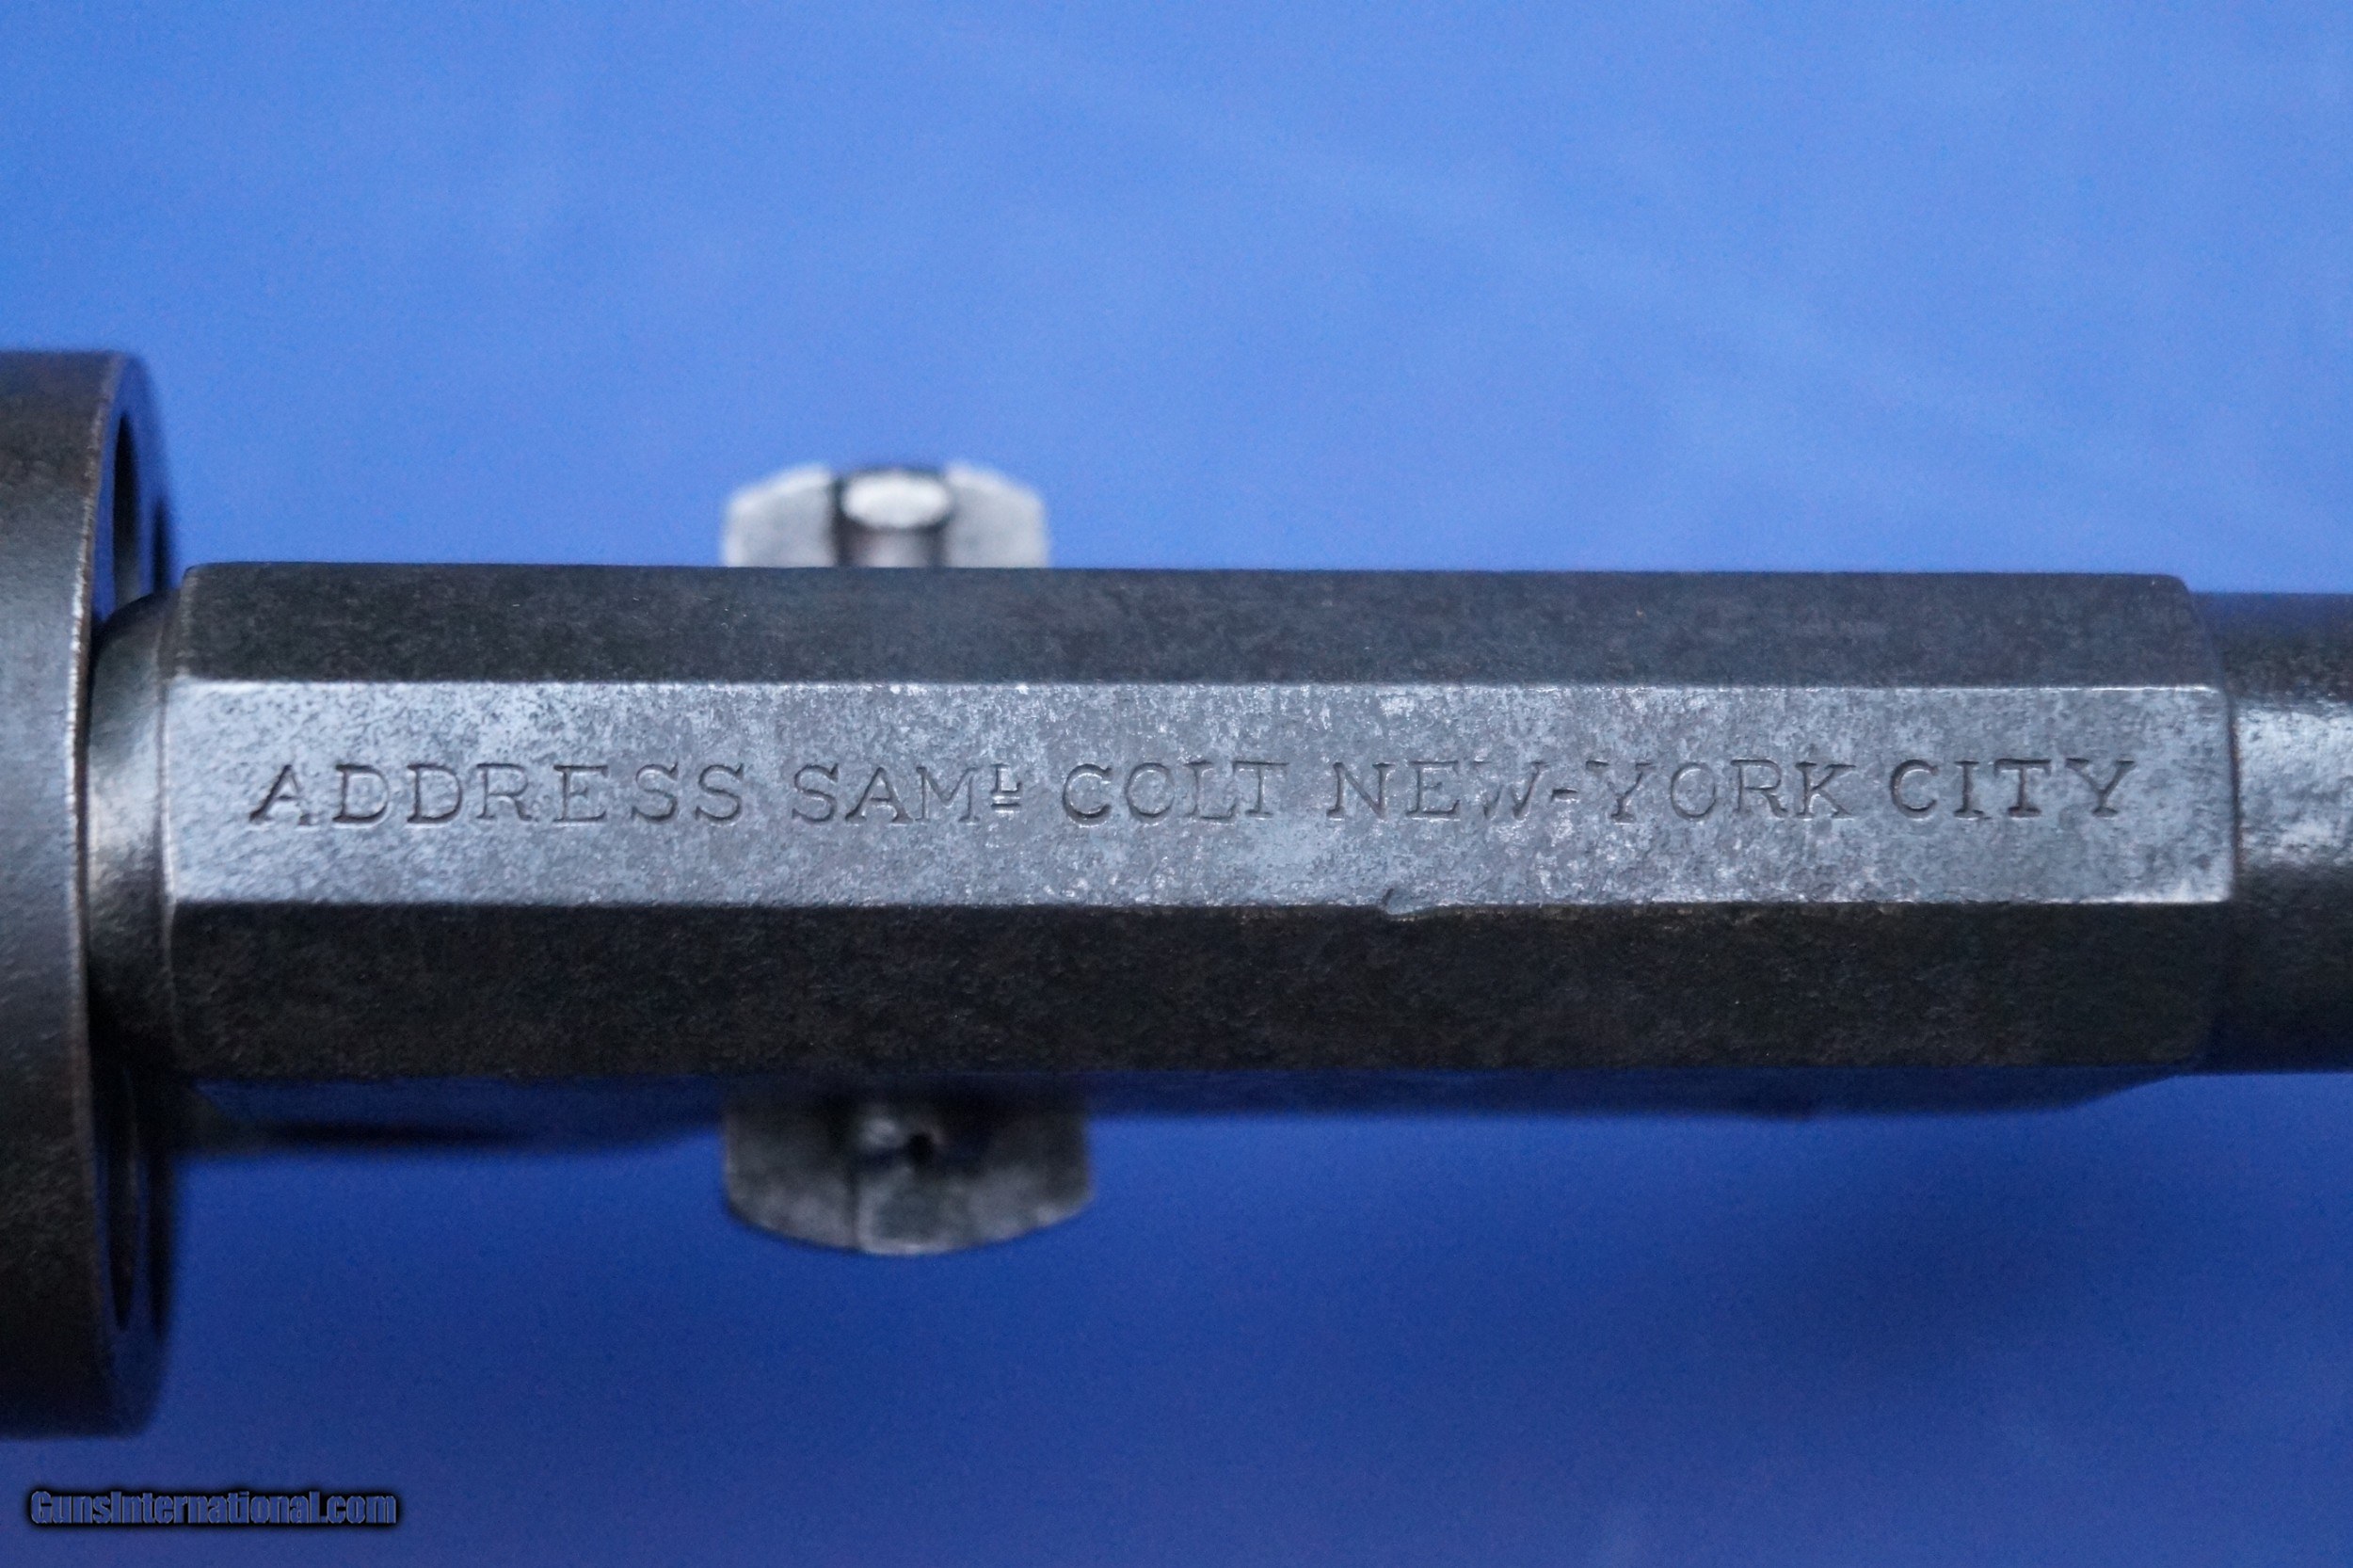 ADDRESS SAMᴸ COLT NEW-YORK CITY
GunsInternational.com